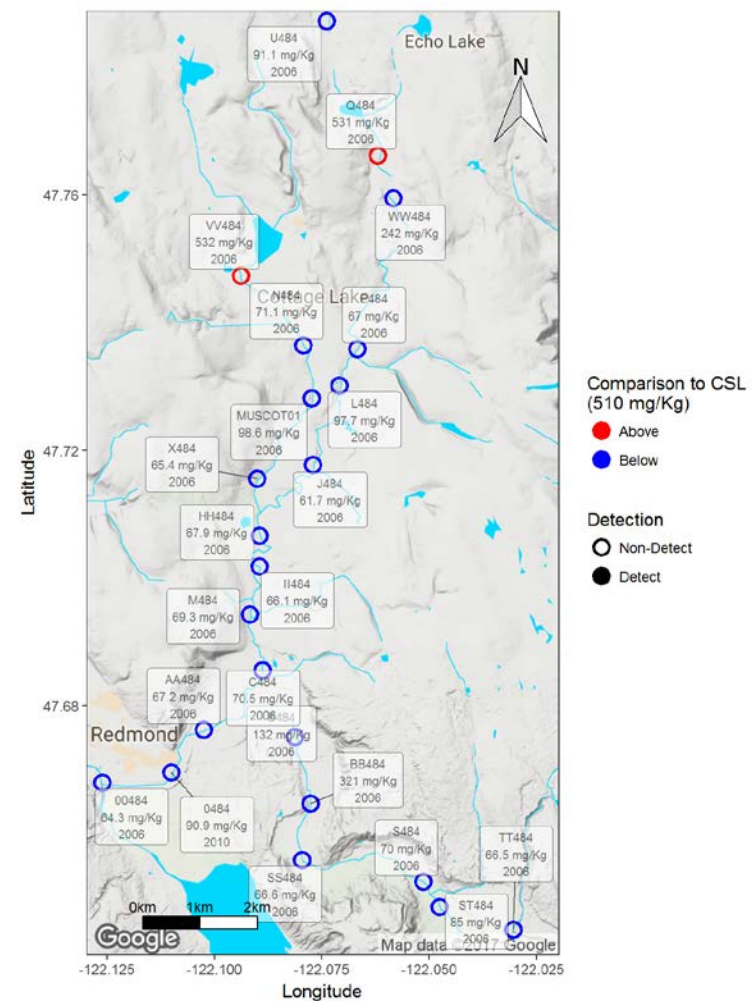 U484
91.1 mg/Kg
2006
Echo Lake
N
Q484
531 mg/Kg
2006
47.76
WW484
242 mg/Kg
2006
VV484
532 mg/Kg
2006
Cottage Lake
N484
71.1 mg/Kg
2006
P484
67 mg/Kg
2006
L484
97.7 mg/Kg
2006
MUSCOT01
98.6 mg/Kg
2006
47.72
X484
65.4 mg/Kg
2006
J484
61.7 mg/Kg
2006
HH484
67.9 mg/Kg
2006
II484
66.1 mg/Kg
2006
M484
69.3 mg/Kg
2006
47.68
AA484
67.2 mg/Kg
2006
C484
70.5 mg/Kg
2006
132 mg/Kg
2006
Redmond
BB484
321 mg/Kg
2006
00484
64.3 mg/Kg
2006
0484
90.9 mg/Kg
2010
S484
70 mg/Kg
2006
TT484
66.5 mg/Kg
2006
SS484
66.6 mg/Kg
2006
ST484
85 mg/Kg
2006
0km 1km 2km
Google
Map data ©2017 Google
-122.125 -122.100 -122.075 -122.050 -122.025
Longitude
Latitude
Comparison to CSL
(510 mg/Kg)
Above
Below
Detection
Non-Detect
Detect